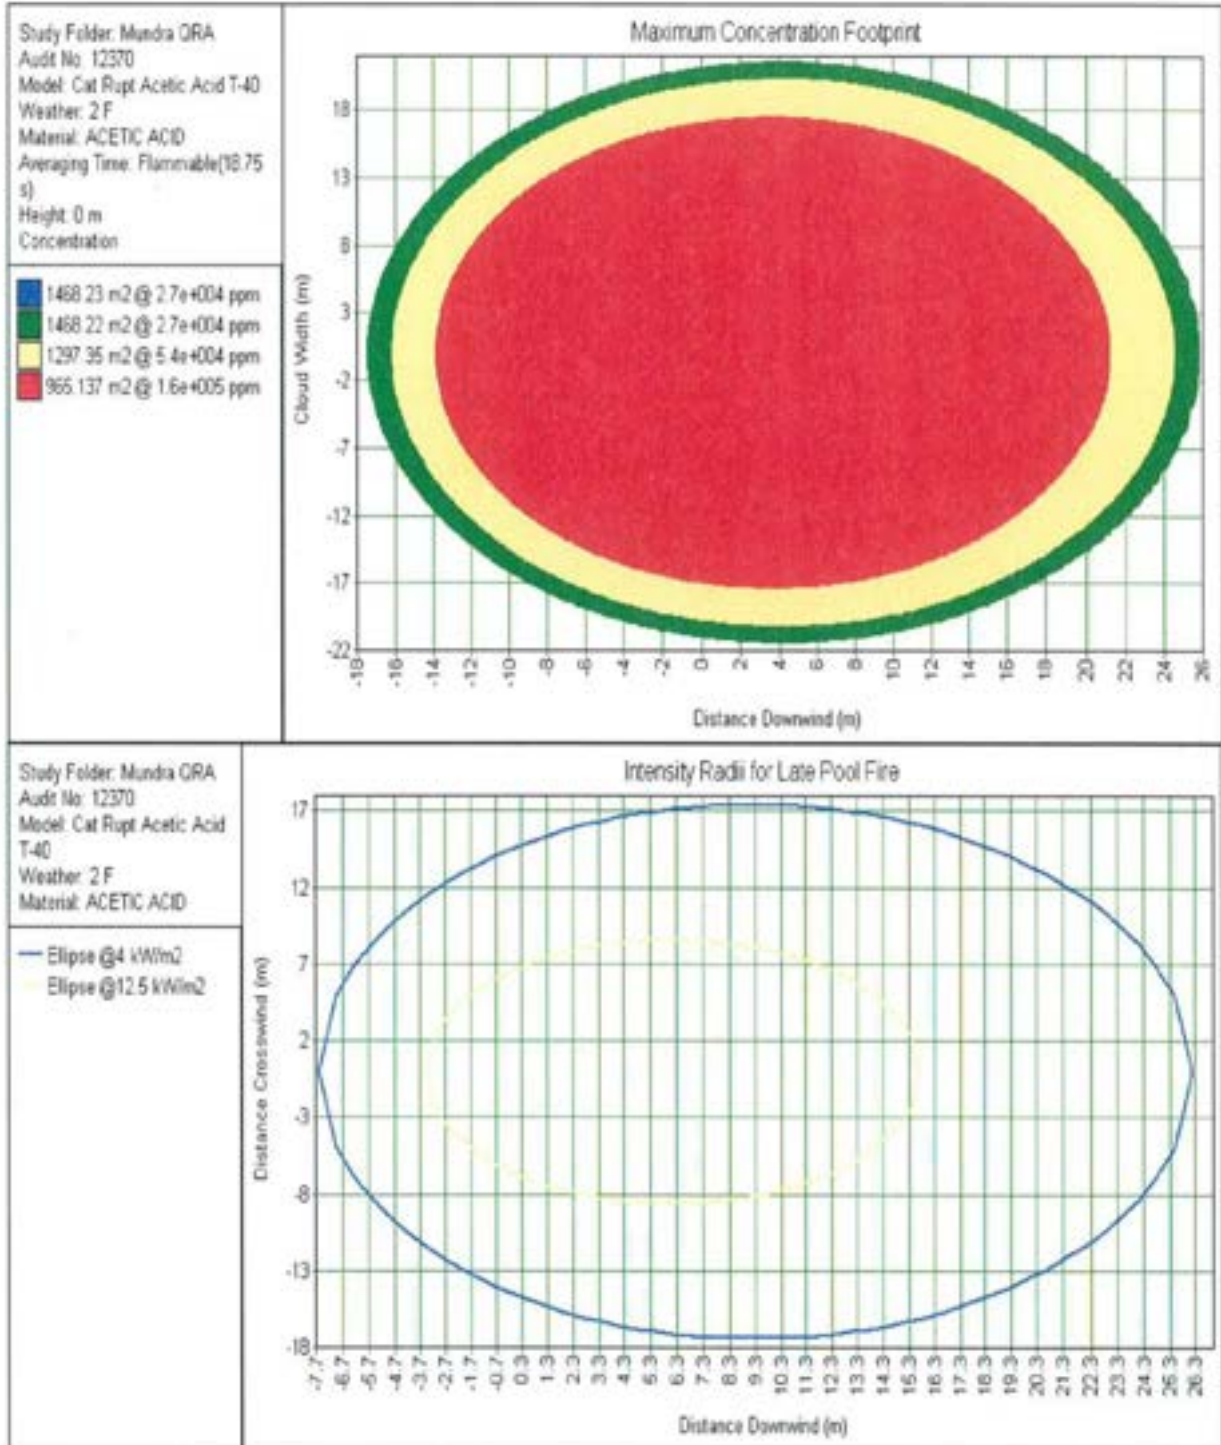 Study Folder: Mundra QRA
Audit No: 12370
Model: Cat Rupt Acetic Acid T-40
Weather: 2 F
Material: ACETIC ACID
Averaging Time: Flammable(18.75
s)
Height: 0 m
Concentration
1468.23 m2 @ 2.7e+004 ppm
1468.22 m2 @ 2.7e+004 ppm
1297.35 m2 @ 5.4e+004 ppm
965.137 m2 @ 1.6e+005 ppm
Maximum Concentration Footprint
Cloud Width (m)
18
13
8
3
-2
-7
-12
-17
-22
-18 -16 -14 -12 -10 -8 -6 -4 -2 0 2 4 6 8 10 12 14 16 18 20 22 24 26
Distance Downwind (m)
Study Folder: Mundra QRA
Audit No: 12370
Model: Cat Rupt Acetic Acid
T-40
Weather: 2 F
Material: ACETIC ACID
Ellipse @4 kW/m2
Ellipse @12.5 kW/m2
Intensity Radii for Late Pool Fire
Distance Crosswind (m)
17
12
7
2
-3
-8
-13
-18
-7.7 -6.7 -5.7 -4.7 -3.7 -2.7 -1.7 -0.7 0.3 1.3 2.3 3.3 4.3 5.3 6.3 7.3 8.3 9.3 10.3 11.3 12.3 13.3 14.3 15.3 16.3 17.3 18.3 19.3 20.3 21.3 22.3 23.3 24.3 25.3 26.3
Distance Downwind (m)